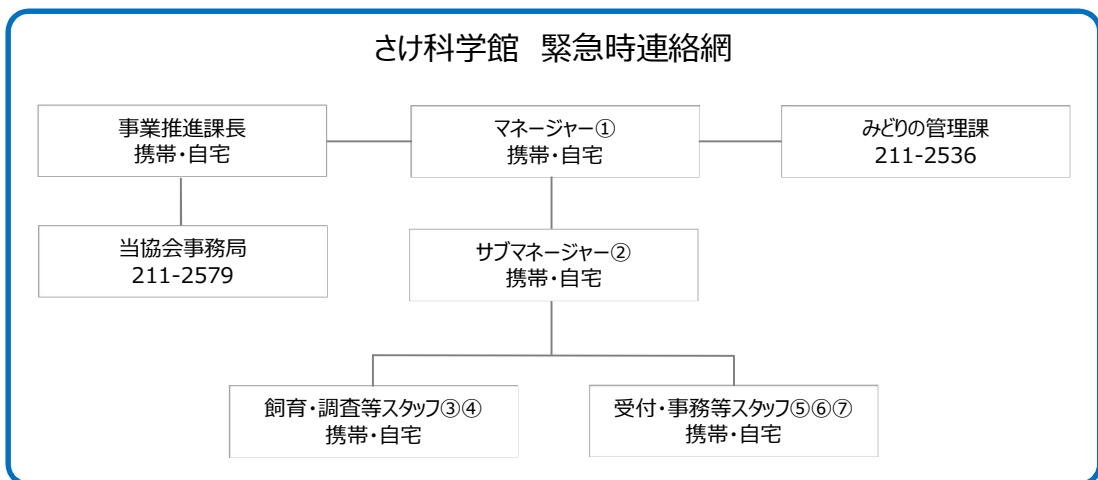 さけ科学館　緊急時連絡網
事業推進課長
携帯・自宅
マネージャー①
携帯・自宅
みどりの管理課
211-2536
当協会事務局
211-2579
サブマネージャー②
携帯・自宅
飼育・調査等スタッフ③④
携帯・自宅
受付・事務等スタッフ⑤⑥⑦
携帯・自宅